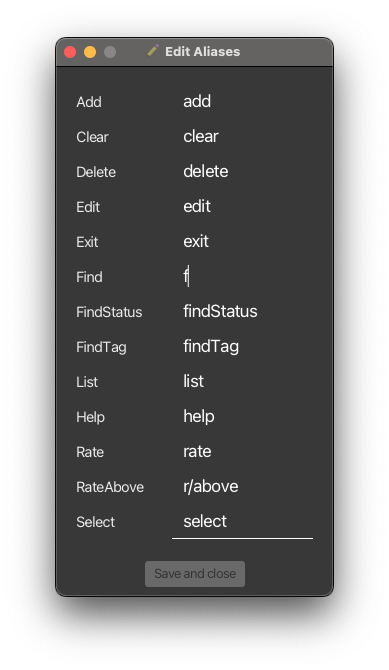 Edit Aliases
Add add
Clear clear
Delete delete
Edit edit
Exit exit
Find f
FindStatus findStatus
FindTag findTag
List list
Help help
Rate rate
RateAbove r/above
Select select
Save and close